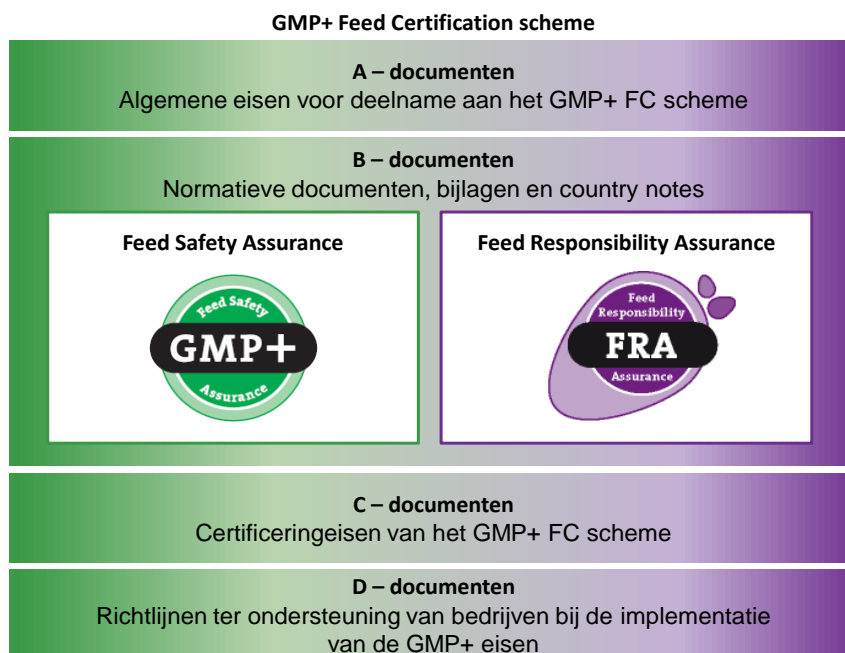 GMP+ Feed Certification scheme
A – documenten
Algemene eisen voor deelname aan het GMP+ FC scheme
B – documenten
Normatieve documenten, bijlagen en country notes
Feed Safety Assurance
Feed Safety
GMP+
Assurance
Feed Responsibility Assurance
Feed
Responsibility
FRA
Assurance
C – documenten
Certificeringeisen van het GMP+ FC scheme
D – documenten
Richtlijnen ter ondersteuning van bedrijven bij de implementatie
van de GMP+ eisen